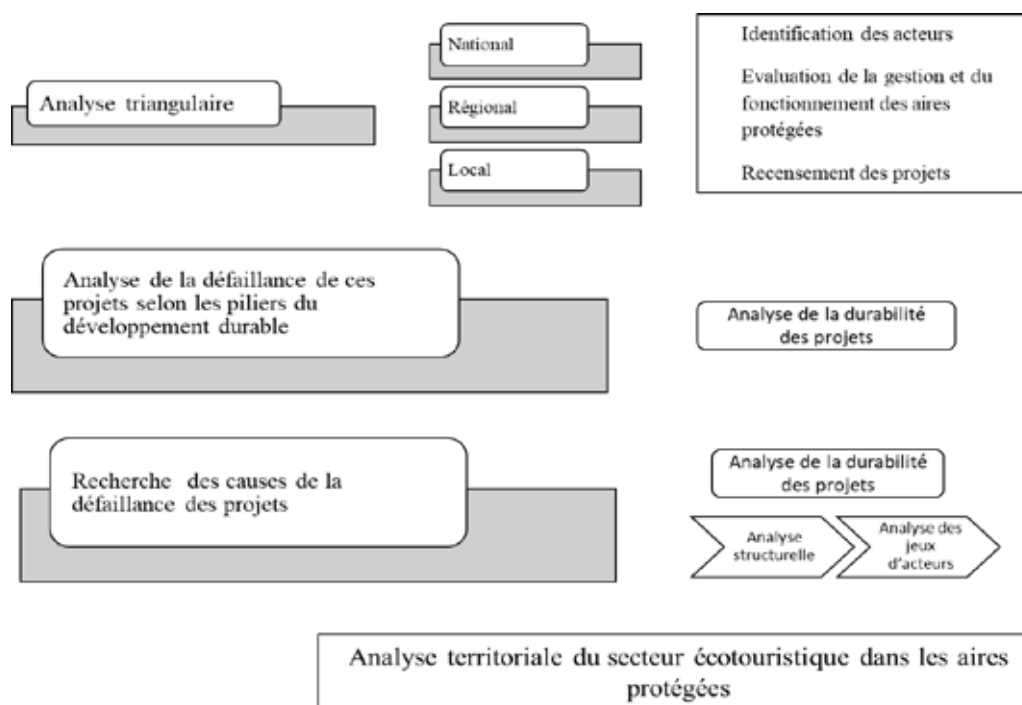 Analyse triangulaire
National
Régional
Local
Identification des acteurs
Evaluation de la gestion et du
fonctionnement des aires
protégées
Recensement des projets
Analyse de la défaillance de ces
projets selon les piliers du
développement durable
Analyse de la durabilité
des projets
Recherche des causes de la
défaillance des projets
Analyse de la durabilité
des projets
Analyse
structurelle
Analyse des
jeux
d'acteurs
Analyse territoriale du secteur écotouristique dans les aires
protégées